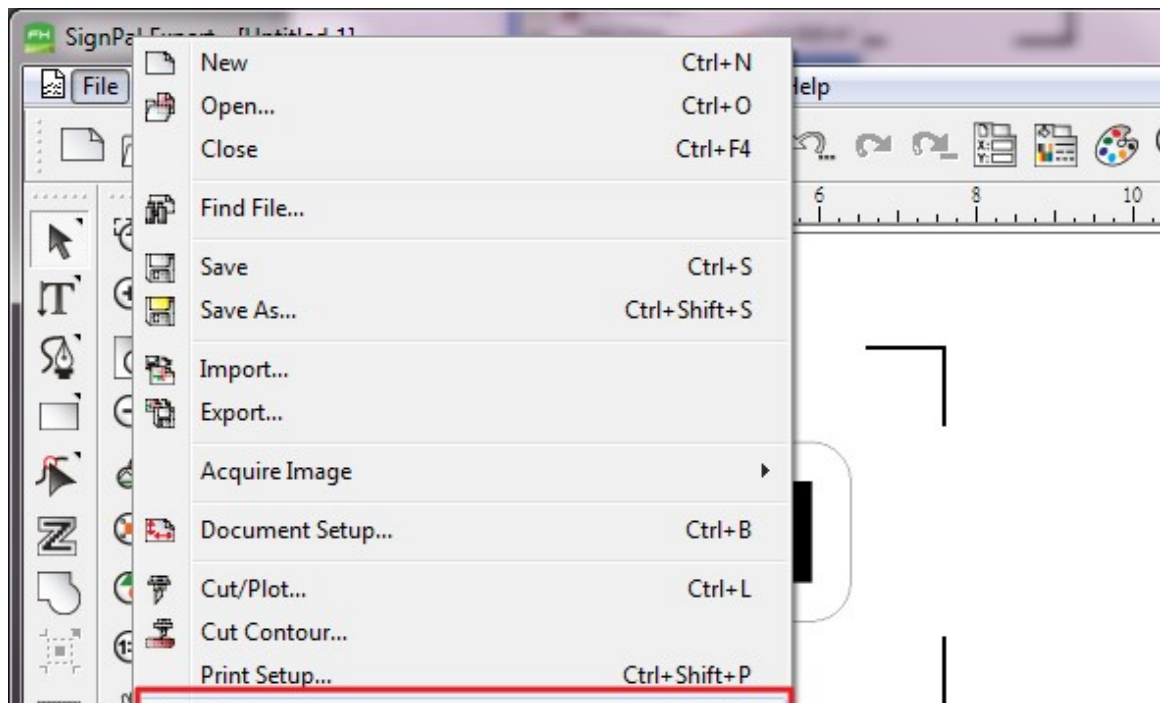 SignPal Expert - [Untitled-1]
File
Help
New Ctrl+N
Open... Ctrl+O
Close Ctrl+F4
Find File...
Save Ctrl+S
Save As... Ctrl+Shift+S
Import...
Export...
Acquire Image
Document Setup... Ctrl+B
Cut/Plot... Ctrl+L
Cut Contour...
Print Setup... Ctrl+Shift+P
6 8 10